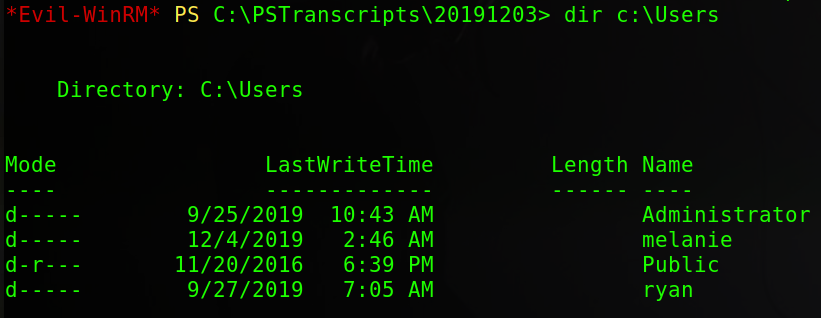 *Evil-WinRM* PS C:\PSTranscripts\20191203> dir c:\Users
Directory: C:\Users
Mode                LastWriteTime         Length Name
----                -------------         ------ ----
d-----        9/25/2019  10:43 AM                Administrator
d-----        12/4/2019   2:46 AM                melanie
d-r---       11/20/2016   6:39 PM                Public
d-----        9/27/2019   7:05 AM                ryan